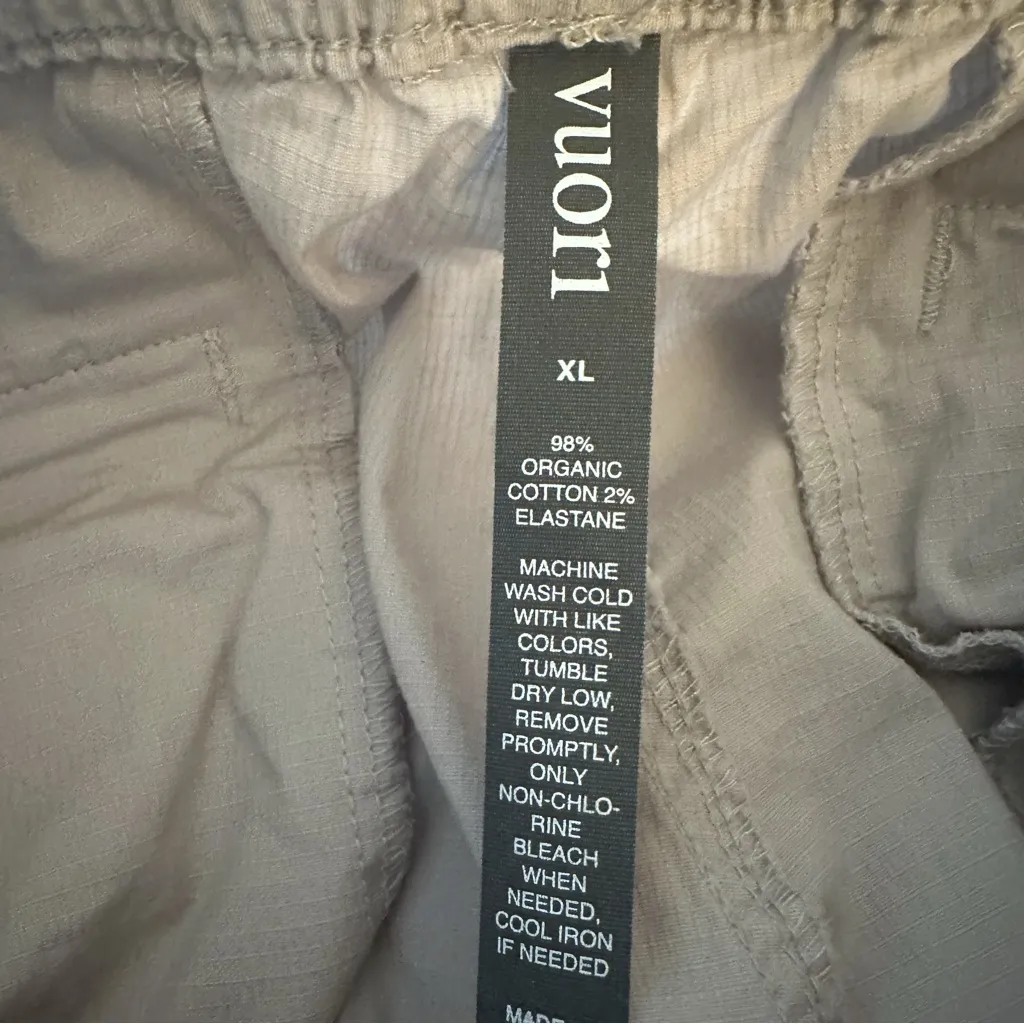 vuori
XL
98%
ORGANIC
COTTON 2%
ELASTANE
MACHINE
WASH COLD
WITH LIKE
COLORS,
TUMBLE
DRY LOW,
REMOVE
PROMPTLY,
ONLY
NON-CHLO-
RINE
BLEACH
WHEN
NEEDED,
COOL IRON
IF NEEDED
MADE